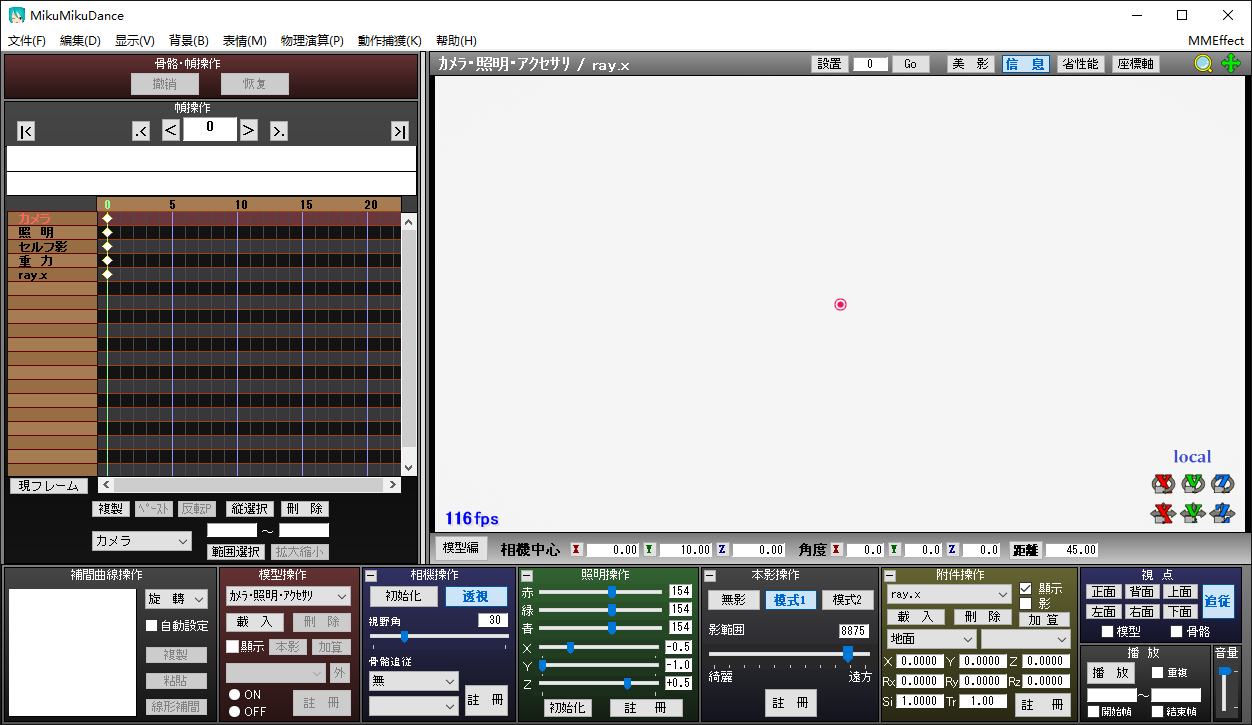 MikuMikuDance
文件(F) 編集(D) 显示(V) 背景(B) 表情(M) 物理演算(P) 動作捕獲(K) 帮助(H) MMEffect
骨骼・幀操作
撤销 恢复
幀操作
|< .< < 0 > >. >|
0 5 10 15 20
カメラ
照 明
セルフ影
重 力
ray.x
現フレーム < >
複製 ペースト 反転P 縦選択 刪 除
カメラ ～
範囲選択 拡大縮小
カメラ・照明・アクセサリ / ray.x 設置 0 Go 美 影 信 息 省性能 座標軸
local
X Y Z
X Y Z
116fps
模型編 相機中心 X 0.00 Y 10.00 Z 0.00 角度 X 0.0 Y 0.0 Z 0.0 距離 45.00
補間曲線操作
旋 轉
自動設定
複製
粘貼
線形補間
模型操作
カメラ・照明・アクセサリ
載 入 刪 除
顯示 本影 加算
外
ON
OFF
註 冊
相機操作
初始化 透視
視野角 30
骨骼追従
無
註 冊
照明操作
赤 154
緑 154
青 154
X -0.5
Y -1.0
Z +0.5
初始化 註 冊
本影操作
無影 模式1 模式2
影範囲 8875
綺麗 遠方
註 冊
附件操作
ray.x 顯示
影
載 入 刪 除 加 算
地面
X 0.0000 Y 0.0000 Z 0.0000
Rx 0.0000 Ry 0.0000 Rz 0.0000
Si 1.0000 Tr 1.00 註 冊
視 点
正面 背面 上面
左面 右面 下面
追従
模型 骨骼
播 放
播 放 重複
～
開始幀 結束幀
音量